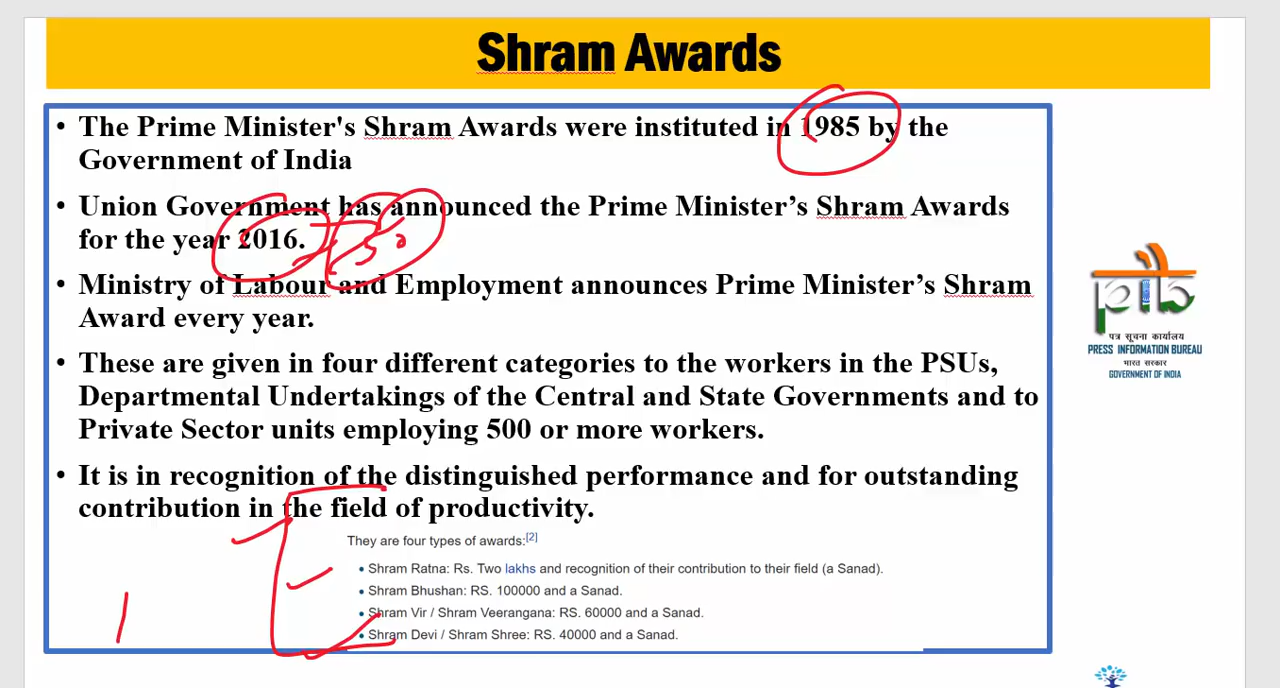 Shram Awards
• The Prime Minister's Shram Awards were instituted in 1985 by the
Government of India
• Union Government has announced the Prime Minister's Shram Awards
for the year 2016.
• Ministry of Labour and Employment announces Prime Minister's Shram
Award every year.
• These are given in four different categories to the workers in the PSUs,
Departmental Undertakings of the Central and State Governments and to
Private Sector units employing 500 or more workers.
• It is in recognition of the distinguished performance and for outstanding
contribution in the field of productivity.
They are four types of awards:[2]
• Shram Ratna: Rs. Two lakhs and recognition of their contribution to their field (a Sanad).
• Shram Bhushan: RS. 100000 and a Sanad.
• Shram Vir / Shram Veerangana: RS. 60000 and a Sanad.
• Shram Devi / Shram Shree: RS. 40000 and a Sanad.
pib
पत्र सूचना कार्यालय
PRESS INFORMATION BUREAU
भारत सरकार
GOVERNMENT OF INDIA